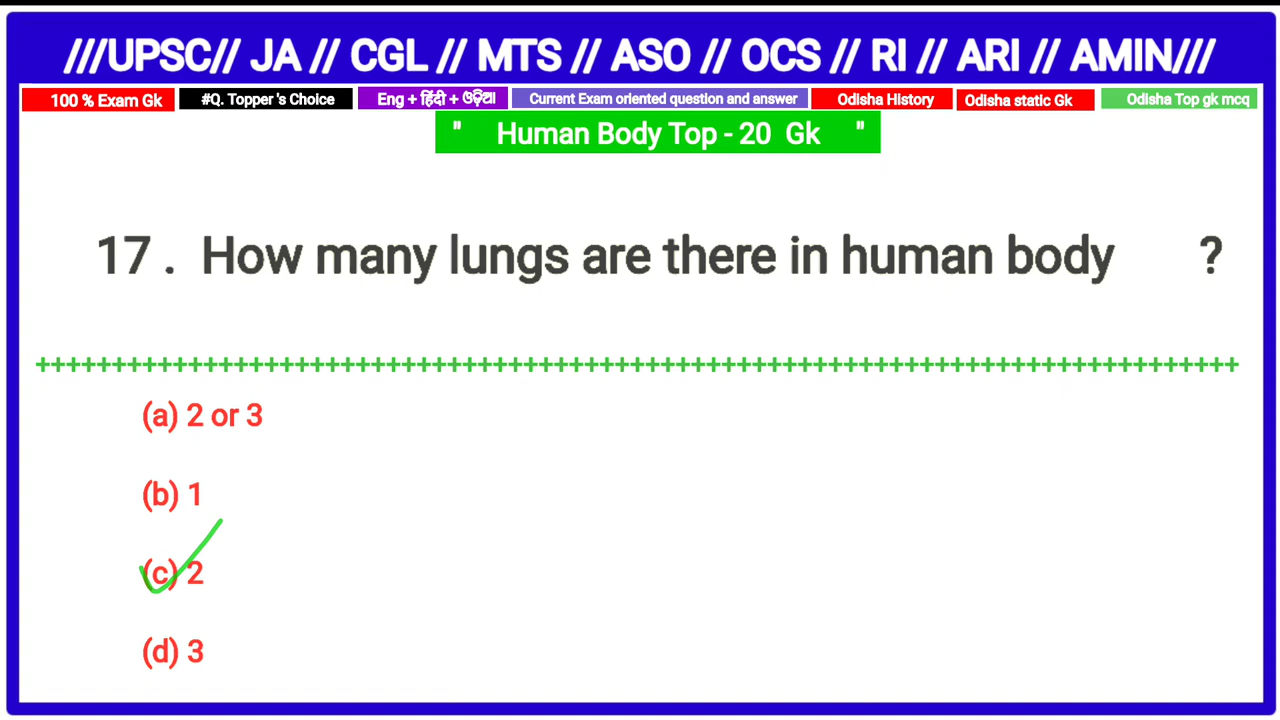 ///UPSC// JA // CGL // MTS // ASO // OCS // RI // ARI // AMIN///
100 % Exam Gk #Q. Topper 's Choice Eng + हिंदी + ଓଡ଼ିଆ Current Exam oriented question and answer Odisha History Odisha static Gk Odisha Top gk mcq
" Human Body Top - 20 Gk "
17 . How many lungs are there in human body ?
+++++++++++++++++++++++++++++++++++++++++++++++++++++++++++++++++++++++++++++++
(a) 2 or 3
(b) 1
(c) 2
(d) 3